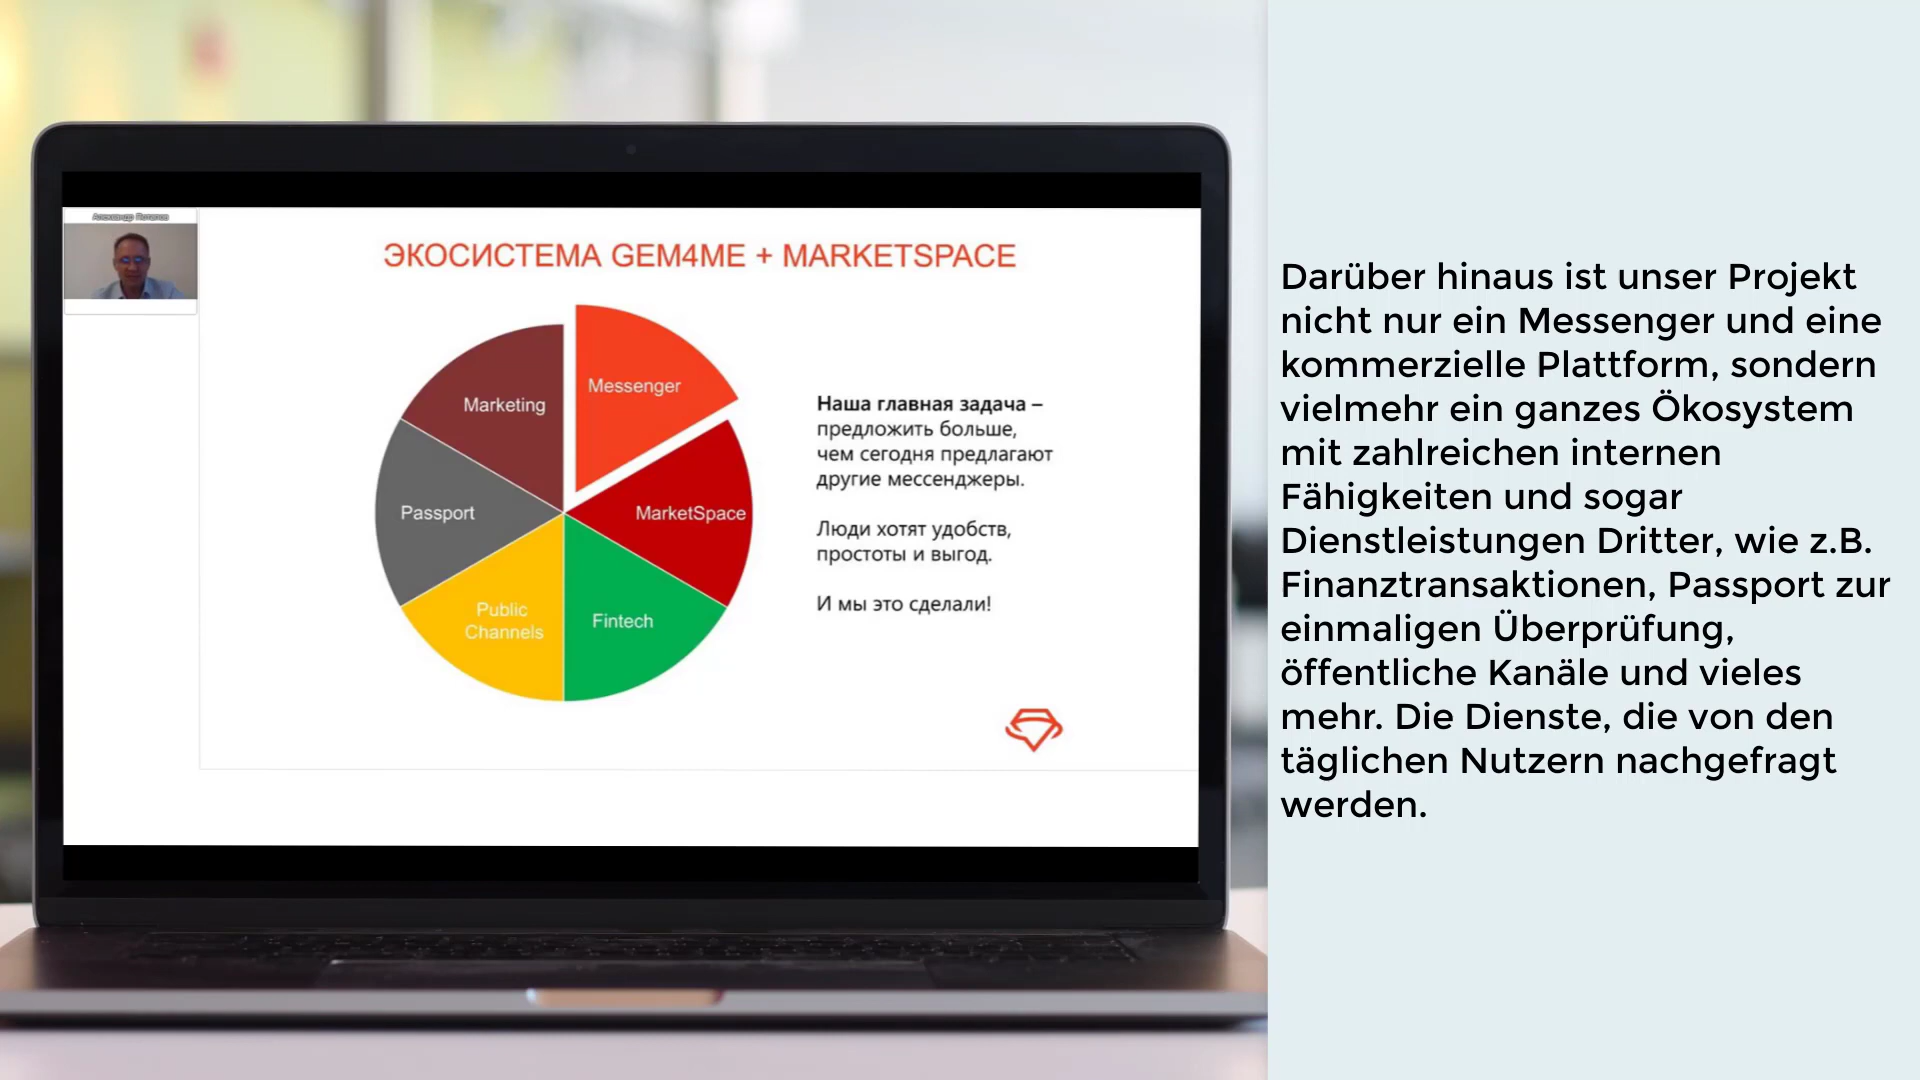 Александр Потапов
ЭКОСИСТЕМА GEM4ME + MARKETSPACE
Messenger
Marketing
MarketSpace
Passport
Public
Channels
Fintech
Наша главная задача –
предложить больше,
чем сегодня предлагают
другие мессенджеры.
Люди хотят удобств,
простоты и выгод.
И мы это сделали!
Darüber hinaus ist unser Projekt
nicht nur ein Messenger und eine
kommerzielle Plattform, sondern
vielmehr ein ganzes Ökosystem
mit zahlreichen internen
Fähigkeiten und sogar
Dienstleistungen Dritter, wie z.B.
Finanztransaktionen, Passport zur
einmaligen Überprüfung,
öffentliche Kanäle und vieles
mehr. Die Dienste, die von den
täglichen Nutzern nachgefragt
werden.